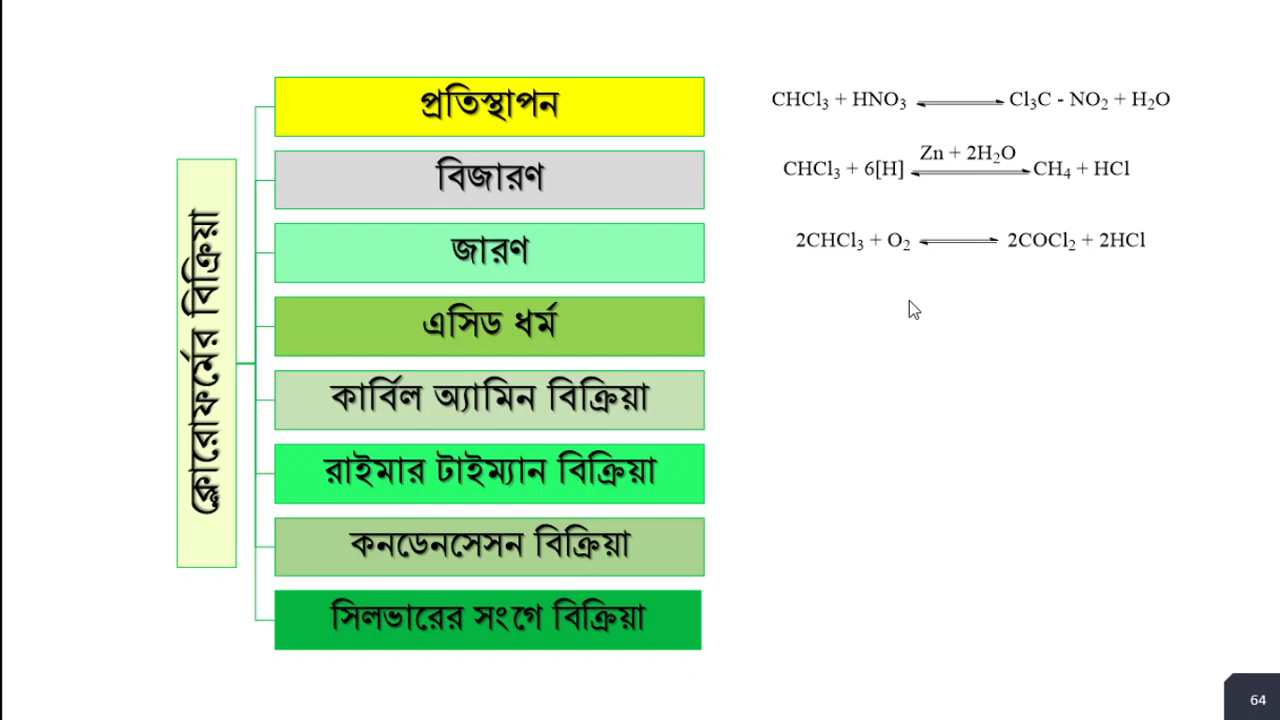 ক্লোরোফর্মের বিক্রিয়া
প্রতিস্থাপন
বিজারণ
জারণ
এসিড ধর্ম
কার্বিল অ্যামিন বিক্রিয়া
রাইমার টাইম্যান বিক্রিয়া
কনডেনসেসন বিক্রিয়া
সিলভারের সংগে বিক্রিয়া
CHCl₃ + HNO₃ ⇌ Cl₃C - NO₂ + H₂O
Zn + 2H₂O
CHCl₃ + 6[H] ⇌ CH₄ + HCl
2CHCl₃ + O₂ ⇌ 2COCl₂ + 2HCl
64